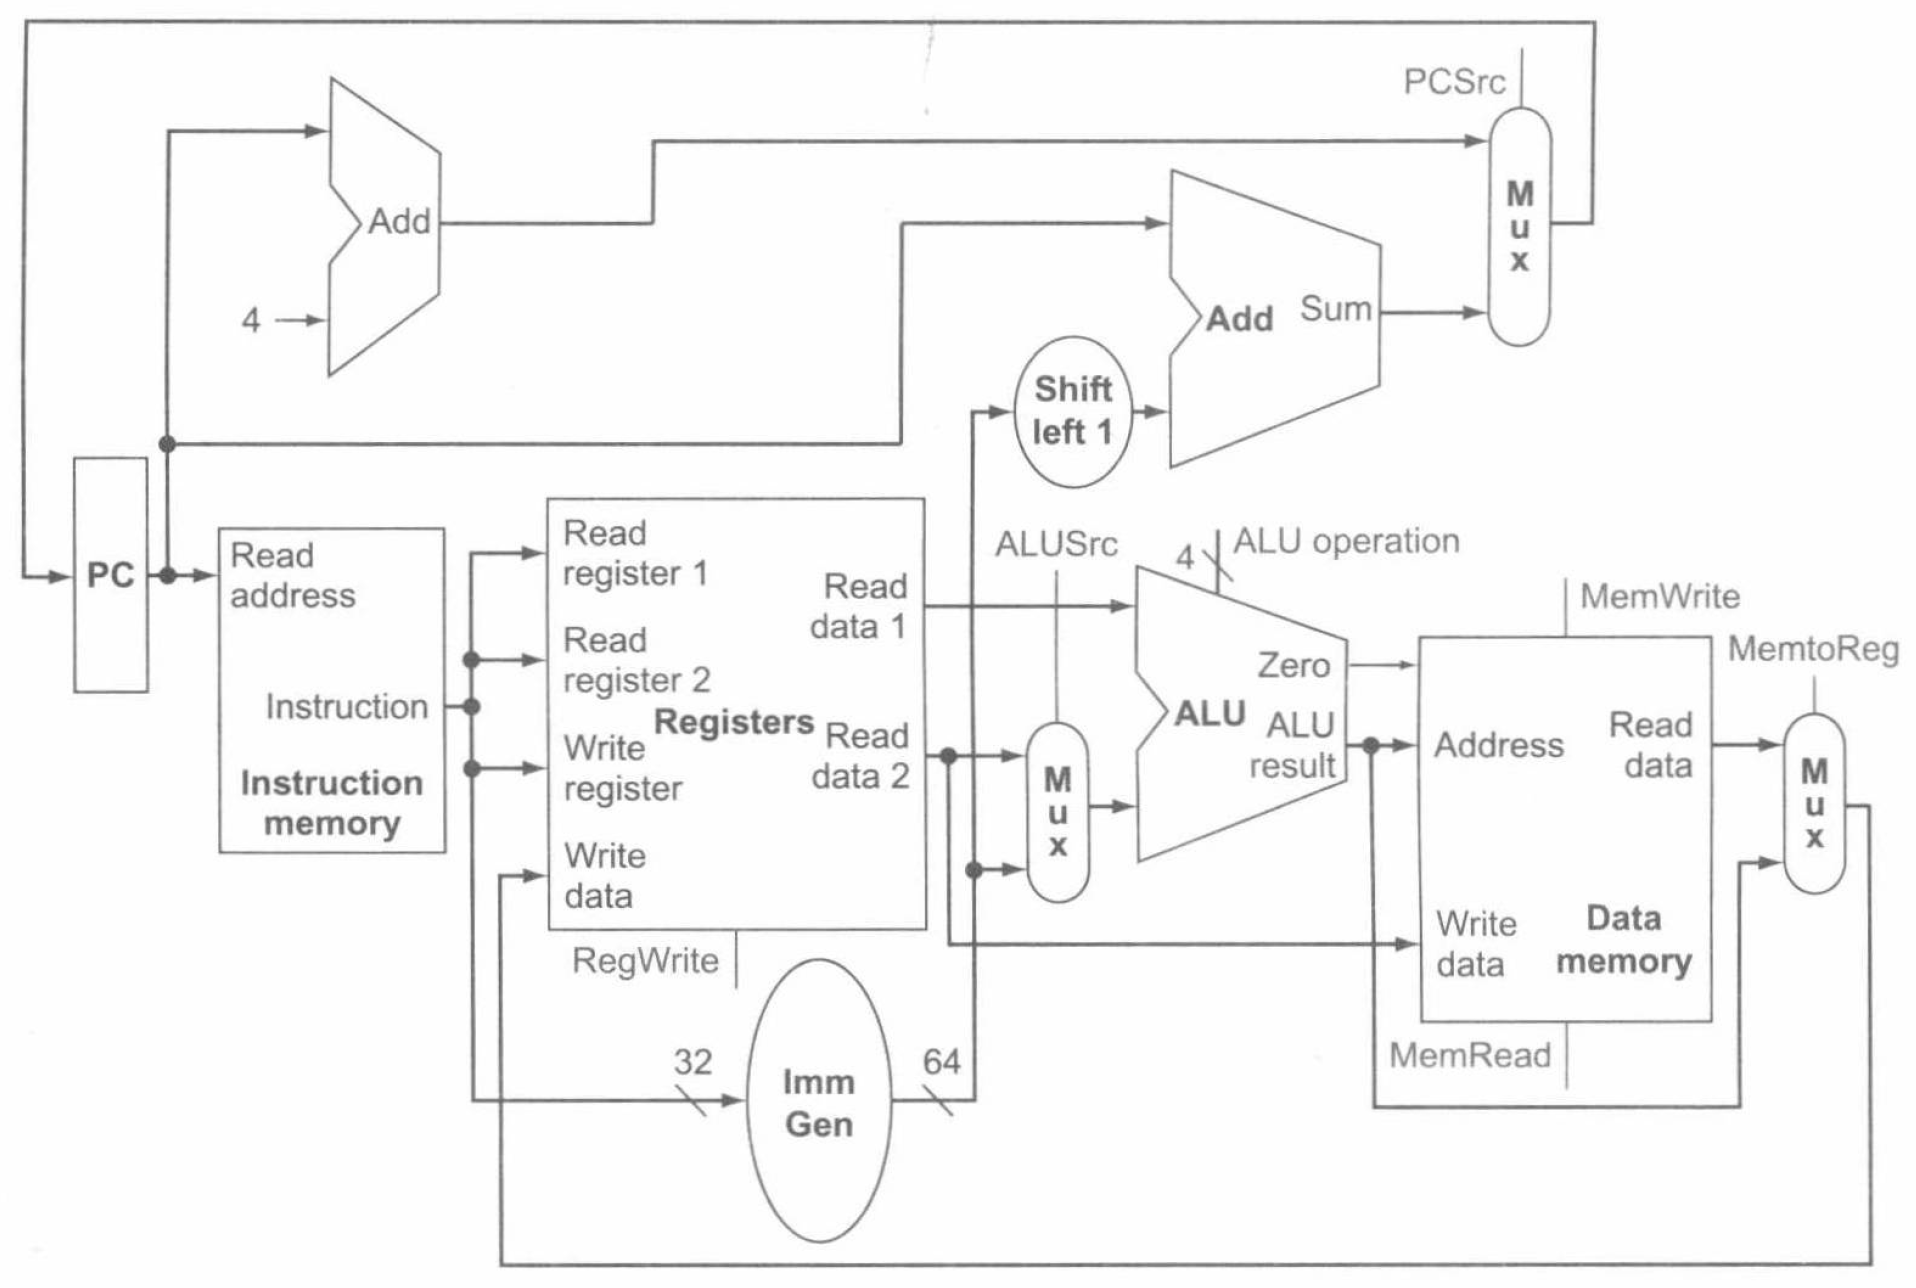 PCSrc
M
u
x
Add
4
Add Sum
Shift
left 1
PC
Read
address
Instruction
Instruction
memory
Read
register 1
Read
register 2
Registers
Write
register
Write
data
Read
data 1
Read
data 2
RegWrite
ALUSrc
M
u
x
4
ALU operation
Zero
ALU
ALU
result
MemWrite
Address
Read
data
Write
data
Data
memory
MemRead
MemtoReg
M
u
x
32
Imm
Gen
64